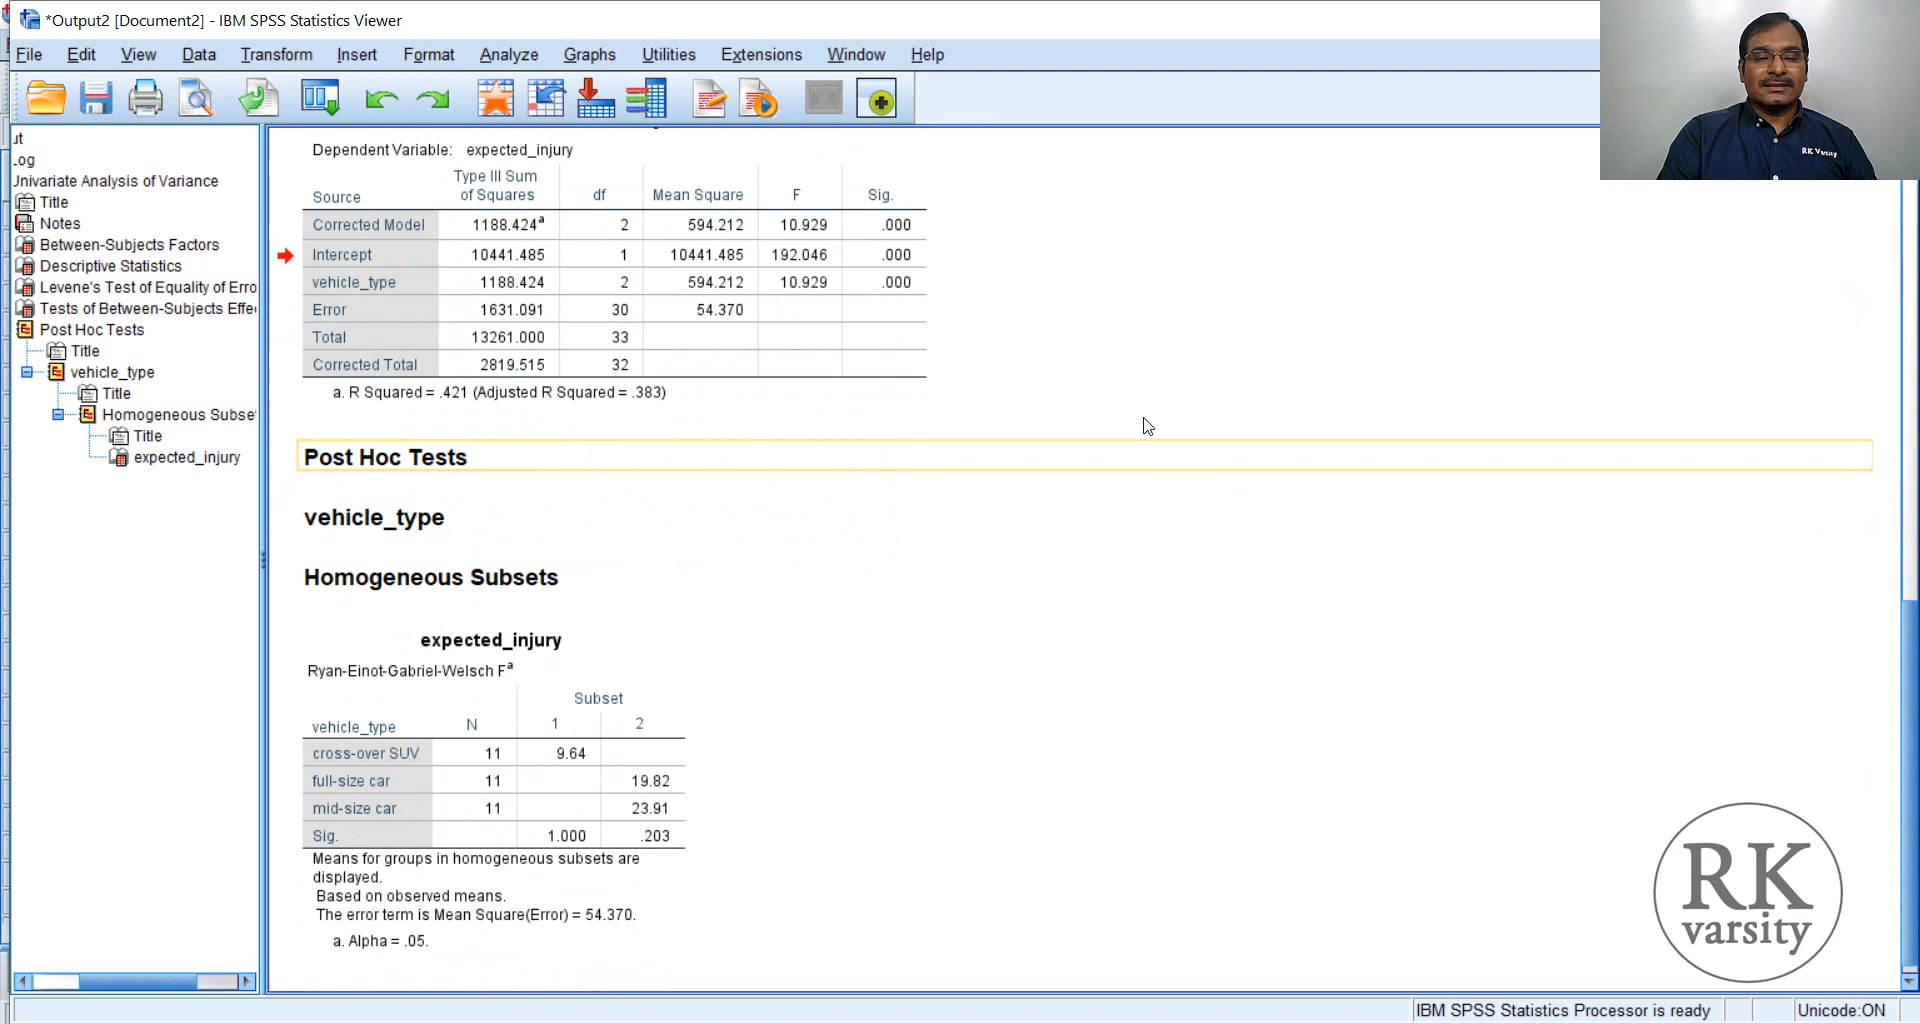 *Output2 [Document2] - IBM SPSS Statistics Viewer
File Edit View Data Transform Insert Format Analyze Graphs Utilities Extensions Window Help
ut
Log
Univariate Analysis of Variance
Title
Notes
Between-Subjects Factors
Descriptive Statistics
Levene's Test of Equality of Erro
Tests of Between-Subjects Effe
Post Hoc Tests
Title
vehicle_type
Title
Homogeneous Subse
Title
expected_injury
Dependent Variable: expected_injury
Source Type III Sum of Squares df Mean Square F Sig.
Corrected Model 1188.424a 2 594.212 10.929 .000
Intercept 10441.485 1 10441.485 192.046 .000
vehicle_type 1188.424 2 594.212 10.929 .000
Error 1631.091 30 54.370
Total 13261.000 33
Corrected Total 2819.515 32
a. R Squared = .421 (Adjusted R Squared = .383)
Post Hoc Tests
vehicle_type
Homogeneous Subsets
expected_injury
Ryan-Einot-Gabriel-Welsch Fa
Subset
vehicle_type N 1 2
cross-over SUV 11 9.64
full-size car 11 19.82
mid-size car 11 23.91
Sig. 1.000 .203
Means for groups in homogeneous subsets are
displayed.
Based on observed means.
The error term is Mean Square(Error) = 54.370.
a. Alpha = .05.
RK Varsity
RK
varsity
IBM SPSS Statistics Processor is ready
Unicode:ON